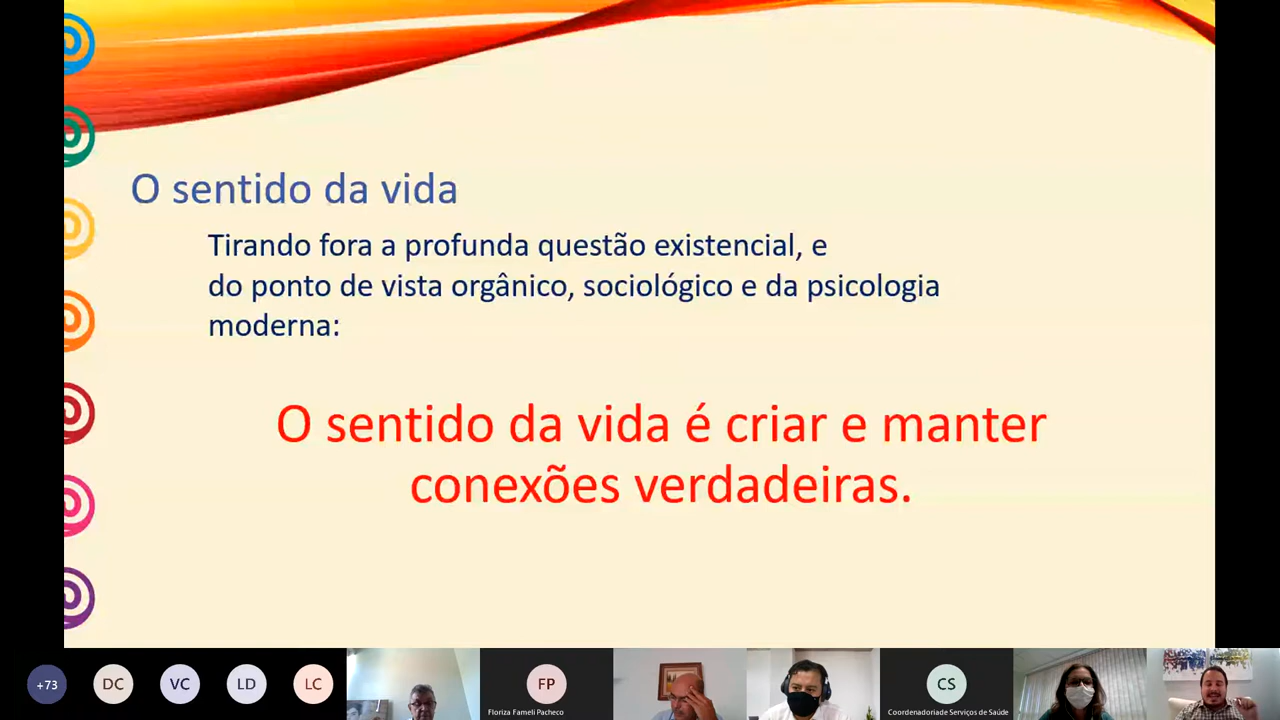 O sentido da vida
Tirando fora a profunda questão existencial, e
do ponto de vista orgânico, sociológico e da psicologia
moderna:
O sentido da vida é criar e manter
conexões verdadeiras.
+73
DC
VC
LD
LC
FP
Floriza Fameli Pacheco
CS
Coordenadoriade Serviços de Saúde